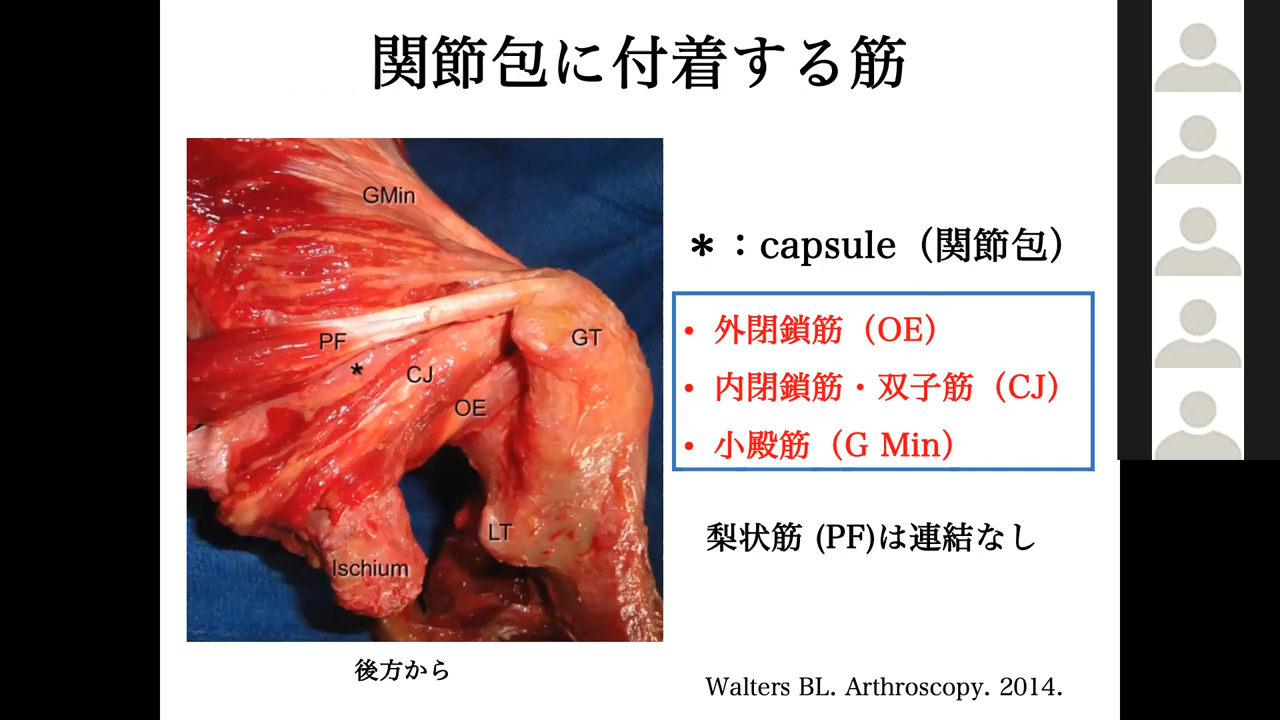 関節包に付着する筋
GMin
PF
*
CJ
OE
GT
LT
Ischium
後方から
＊：capsule（関節包）
• 外閉鎖筋（OE）
• 内閉鎖筋・双子筋（CJ）
• 小殿筋（G Min）
梨状筋 (PF)は連結なし
Walters BL. Arthroscopy. 2014.